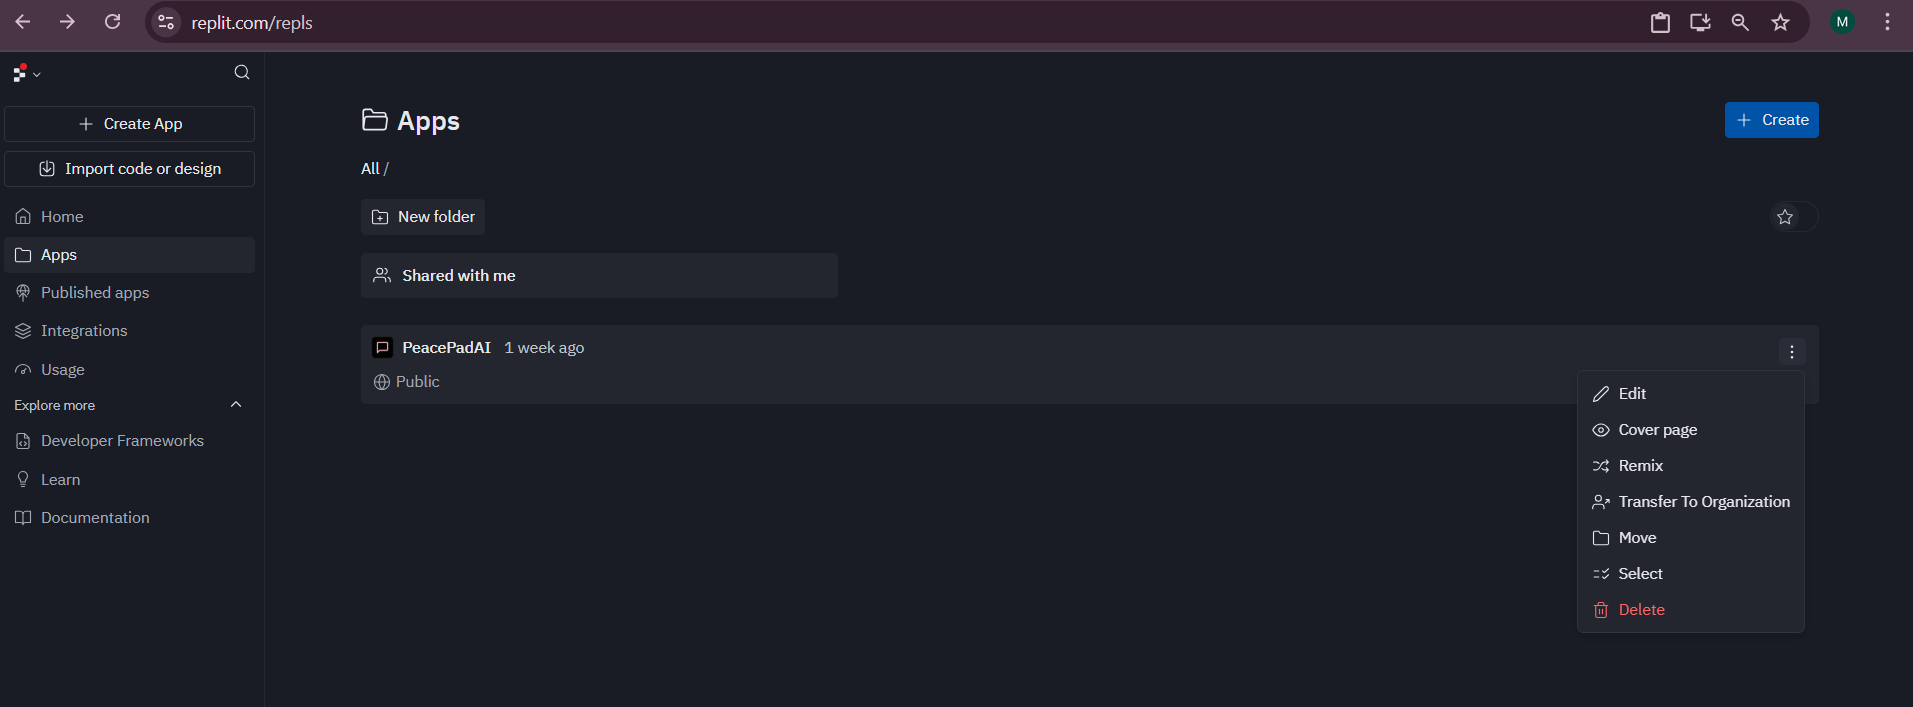 replit.com/repls
M
Create App
Import code or design
Home
Apps
Published apps
Integrations
Usage
Explore more
Developer Frameworks
Learn
Documentation
Apps
Create
All /
New folder
Shared with me
PeacePadAI 1 week ago
Public
Edit
Cover page
Remix
Transfer To Organization
Move
Select
Delete